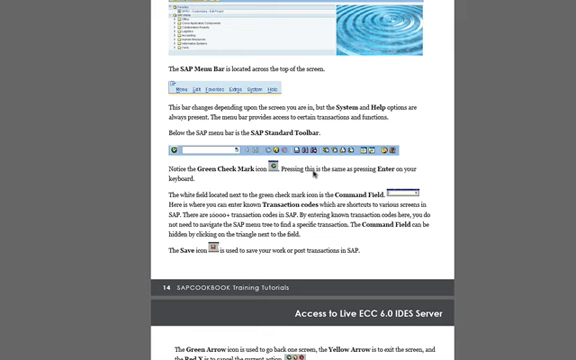 The SAP Menu Bar is located across the top of the screen.
Menu Edit Favorites Extras System Help
This bar changes depending upon the screen you are in, but the System and Help options are
always present. The menu bar provides access to certain transactions and functions.
Below the SAP menu bar is the SAP Standard Toolbar.
Notice the Green Check Mark icon . Pressing this is the same as pressing Enter on your
keyboard.
The white field located next to the green check mark icon is the Command Field.
Here is where you can enter known Transaction codes which are shortcuts to various screens in
SAP. There are 10000+ transaction codes in SAP. By entering known transaction codes here, you do
not need to navigate the SAP menu tree to find a specific transaction. The Command Field can be
hidden by clicking on the triangle next to the field.
The Save icon is used to save your work or post transactions in SAP.
14 SAPCOOKBOOK Training Tutorials
Access to Live ECC 6.0 IDES Server
The Green Arrow icon is used to go back one screen, the Yellow Arrow is to exit the screen, and
the Red X is to cancel the current action.